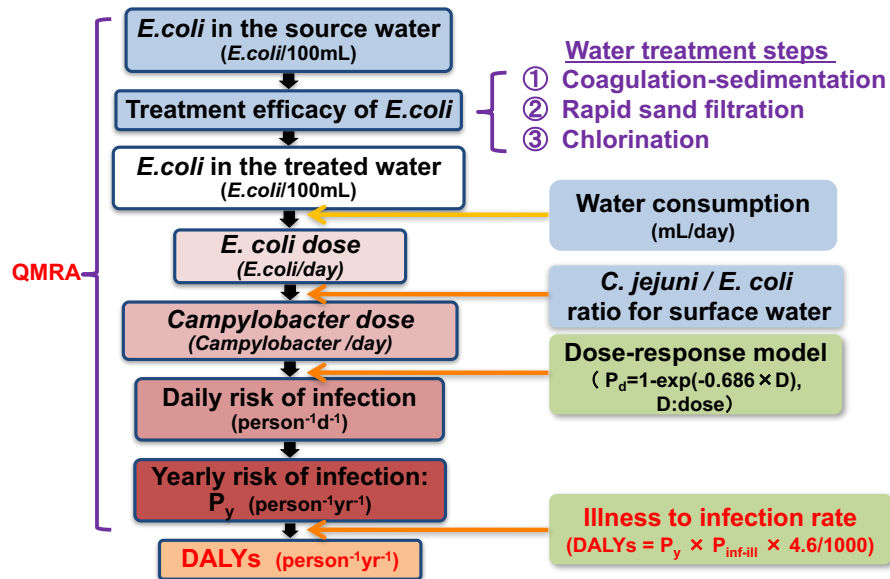 E.coli in the source water
(E.coli/100mL)
Treatment efficacy of E.coli
Water treatment steps
① Coagulation-sedimentation
② Rapid sand filtration
③ Chlorination
E.coli in the treated water
(E.coli/100mL)
Water consumption
(mL/day)
E. coli dose
(E.coli/day)
QMRA
C. jejuni / E. coli
ratio for surface water
Campylobacter dose
(Campylobacter /day)
Dose-response model
( Pd=1-exp(-0.686×D),
D:dose)
Daily risk of infection
(person-1d-1)
Yearly risk of infection:
Py (person-1yr-1)
Illness to infection rate
(DALYs = Py × Pinf-ill × 4.6/1000)
DALYs (person-1yr-1)